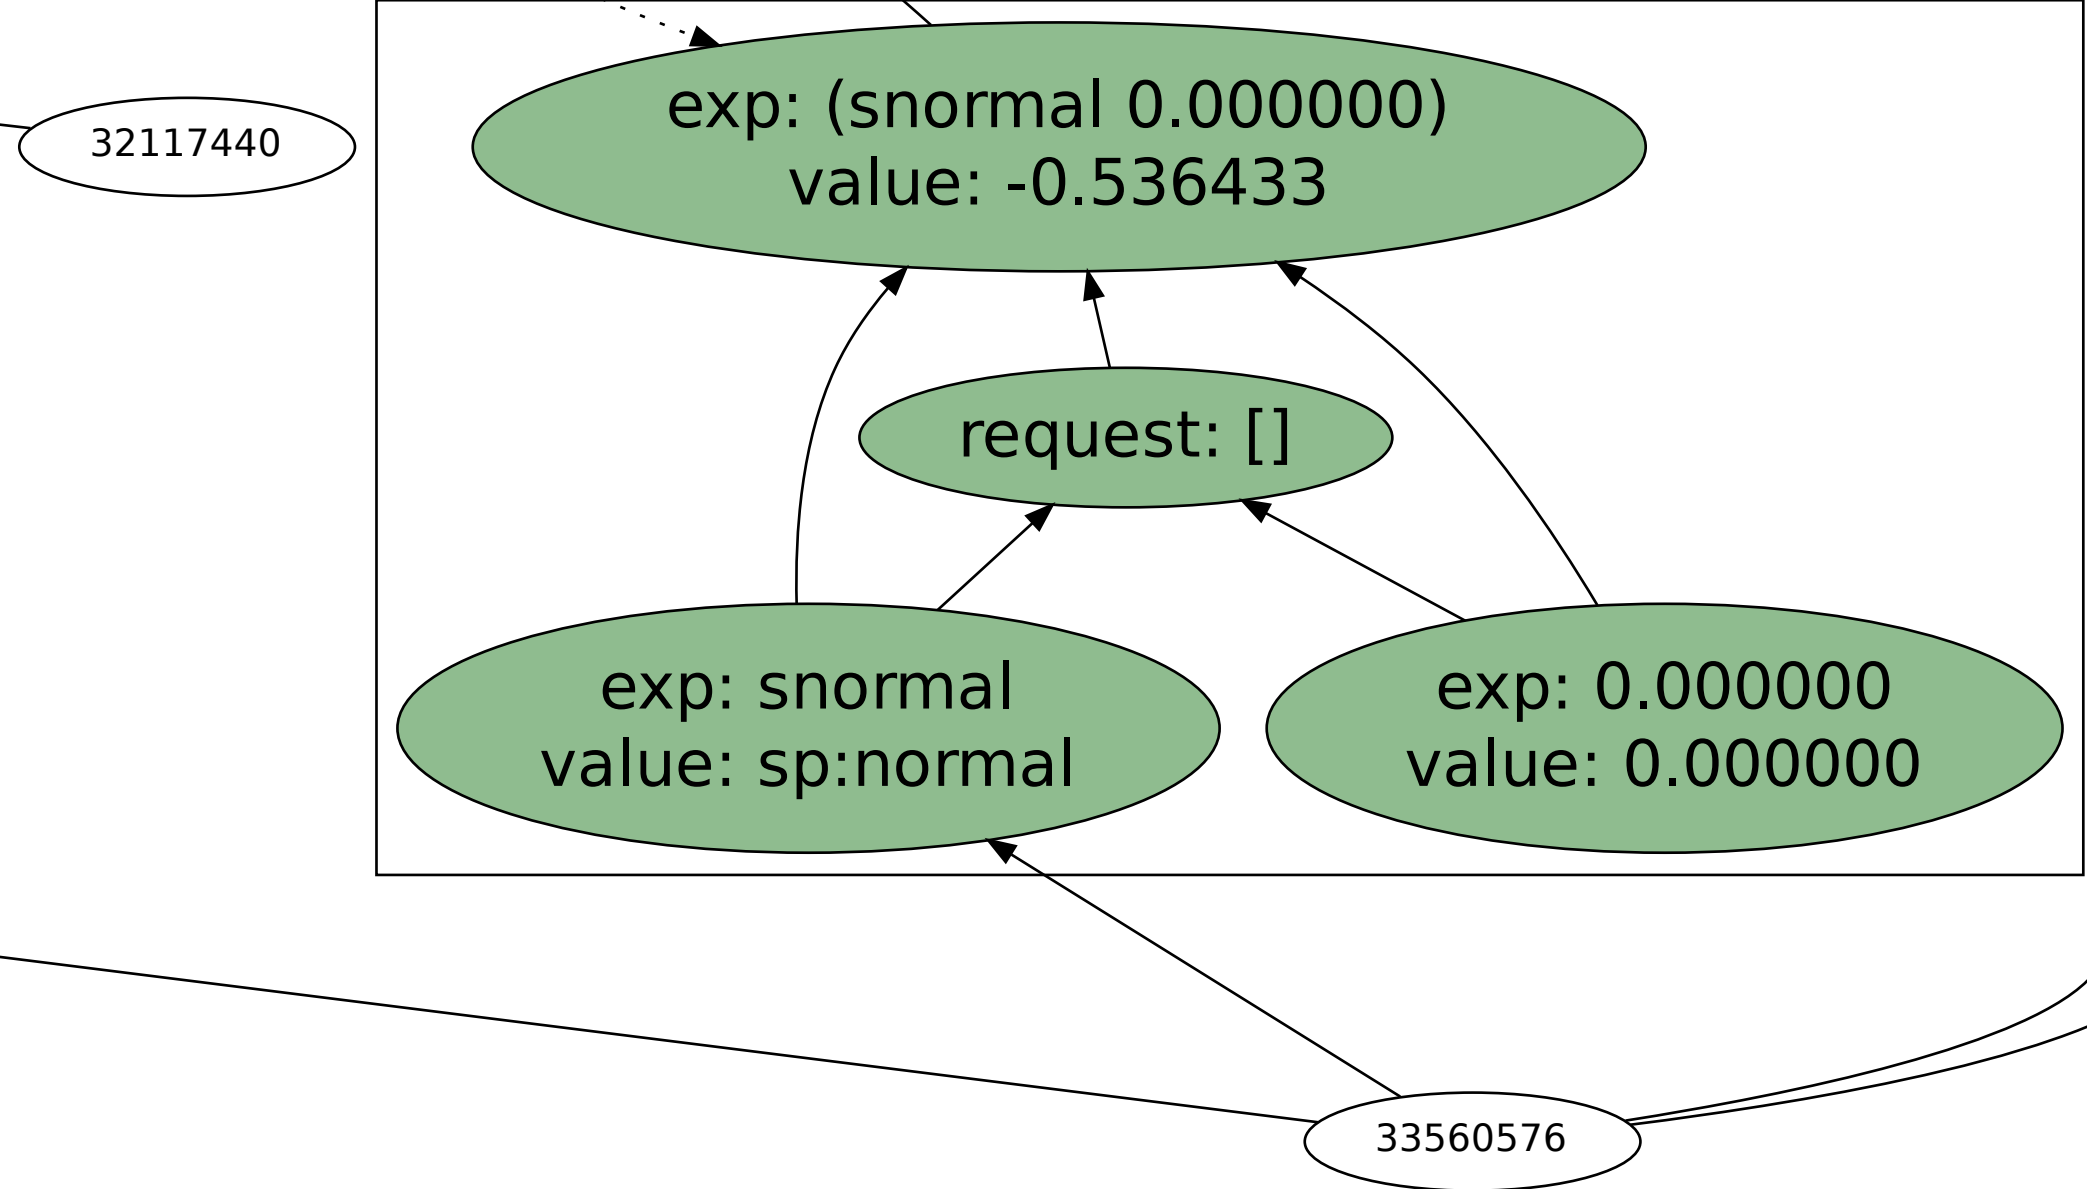 exp: (snormal 0.000000)
value: -0.536433
32117440
request: []
exp: snormal
value: sp:normal
exp: 0.000000
value: 0.000000
33560576